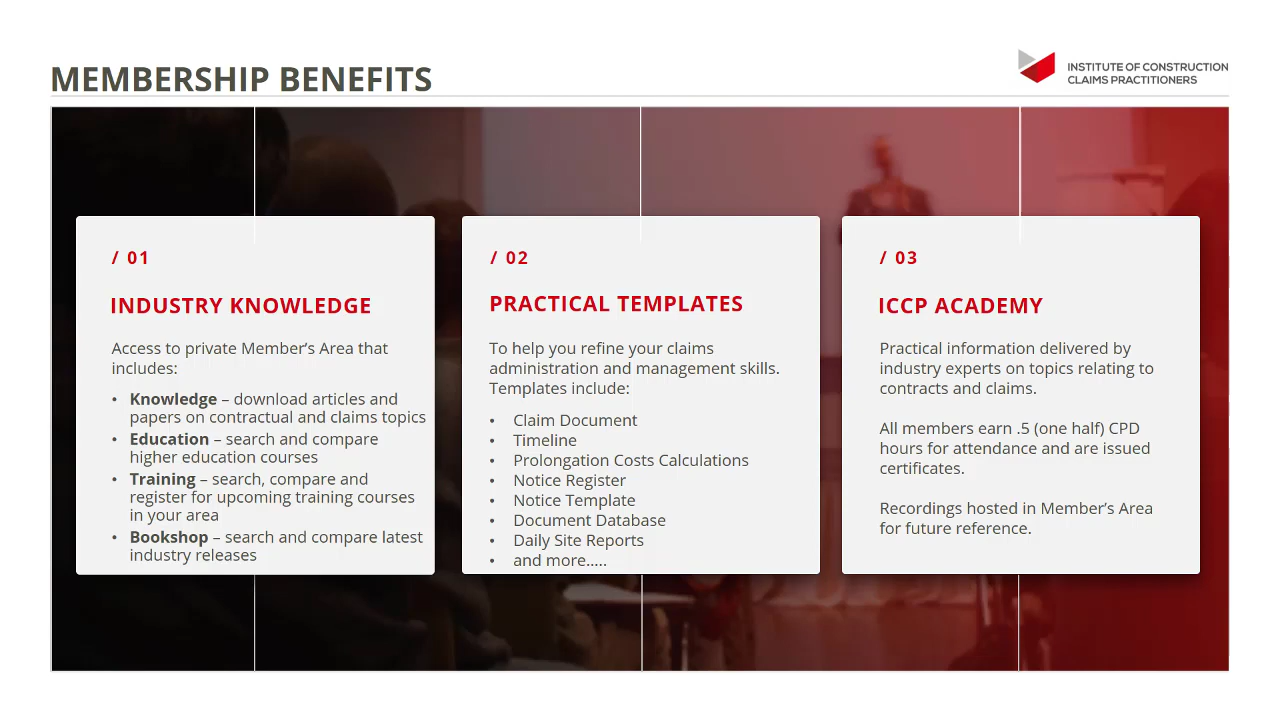 MEMBERSHIP BENEFITS
INSTITUTE OF CONSTRUCTION
CLAIMS PRACTITIONERS
/ 01
INDUSTRY KNOWLEDGE
Access to private Member’s Area that
includes:
• Knowledge – download articles and
papers on contractual and claims topics
• Education – search and compare
higher education courses
• Training – search, compare and
register for upcoming training courses
in your area
• Bookshop – search and compare latest
industry releases
/ 02
PRACTICAL TEMPLATES
To help you refine your claims
administration and management skills.
Templates include:
• Claim Document
• Timeline
• Prolongation Costs Calculations
• Notice Register
• Notice Template
• Document Database
• Daily Site Reports
• and more.....
/ 03
ICCP ACADEMY
Practical information delivered by
industry experts on topics relating to
contracts and claims.
All members earn .5 (one half) CPD
hours for attendance and are issued
certificates.
Recordings hosted in Member’s Area
for future reference.